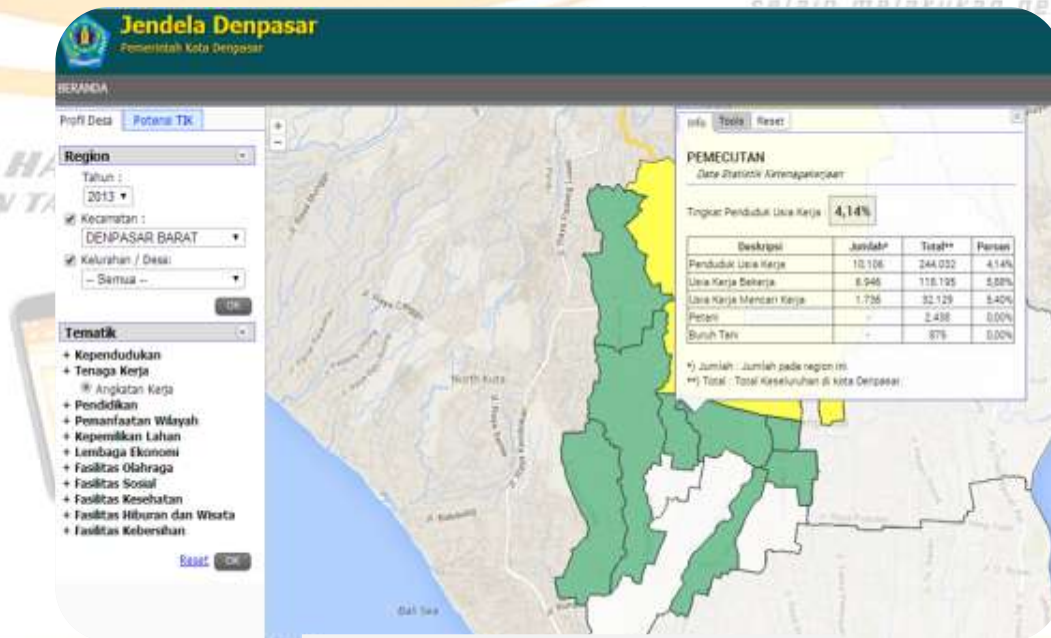 Jendela Denpasar
Pemerintah Kota Denpasar
BERANDA
Profil Desa
Potensi TIK
Region
Tahun :
2013
Kecamatan :
DENPASAR BARAT
Kelurahan / Desa:
-- Semua --
OK
Tematik
+ Kependudukan
+ Tenaga Kerja
Angkatan Kerja
+ Pendidikan
+ Pemanfaatan Wilayah
+ Kepemilikan Lahan
+ Lembaga Ekonomi
+ Fasilitas Olahraga
+ Fasilitas Sosial
+ Fasilitas Kesehatan
+ Fasilitas Hiburan dan Wisata
+ Fasilitas Kebersihan
Reset OK
North Kuta
Bali Sea
Info Tools Reset
PEMECUTAN
Data Statistik Ketenagakerjaan
Tingkat Penduduk Usia Kerja 4,14%
Deskripsi Jumlah* Total** Persen
Penduduk Usia Kerja 10.106 244.032 4,14%
Usia Kerja Bekerja 6.946 118.195 5,88%
Usia Kerja Mencari Kerja 1.736 32.129 5,40%
Petani - 2.438 0,00%
Buruh Tani - 876 0,00%
*) Jumlah : Jumlah pada region ini
**) Total : Total Keseluruhan di kota Denpasar